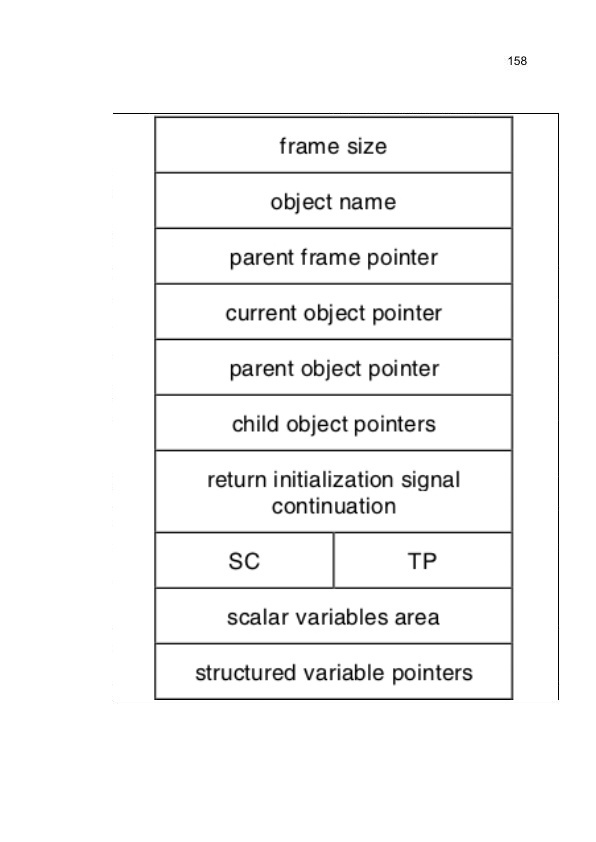 158
frame size
object name
parent frame pointer
current object pointer
parent object pointer
child object pointers
return initialization signal
continuation
SC TP
scalar variables area
structured variable pointers